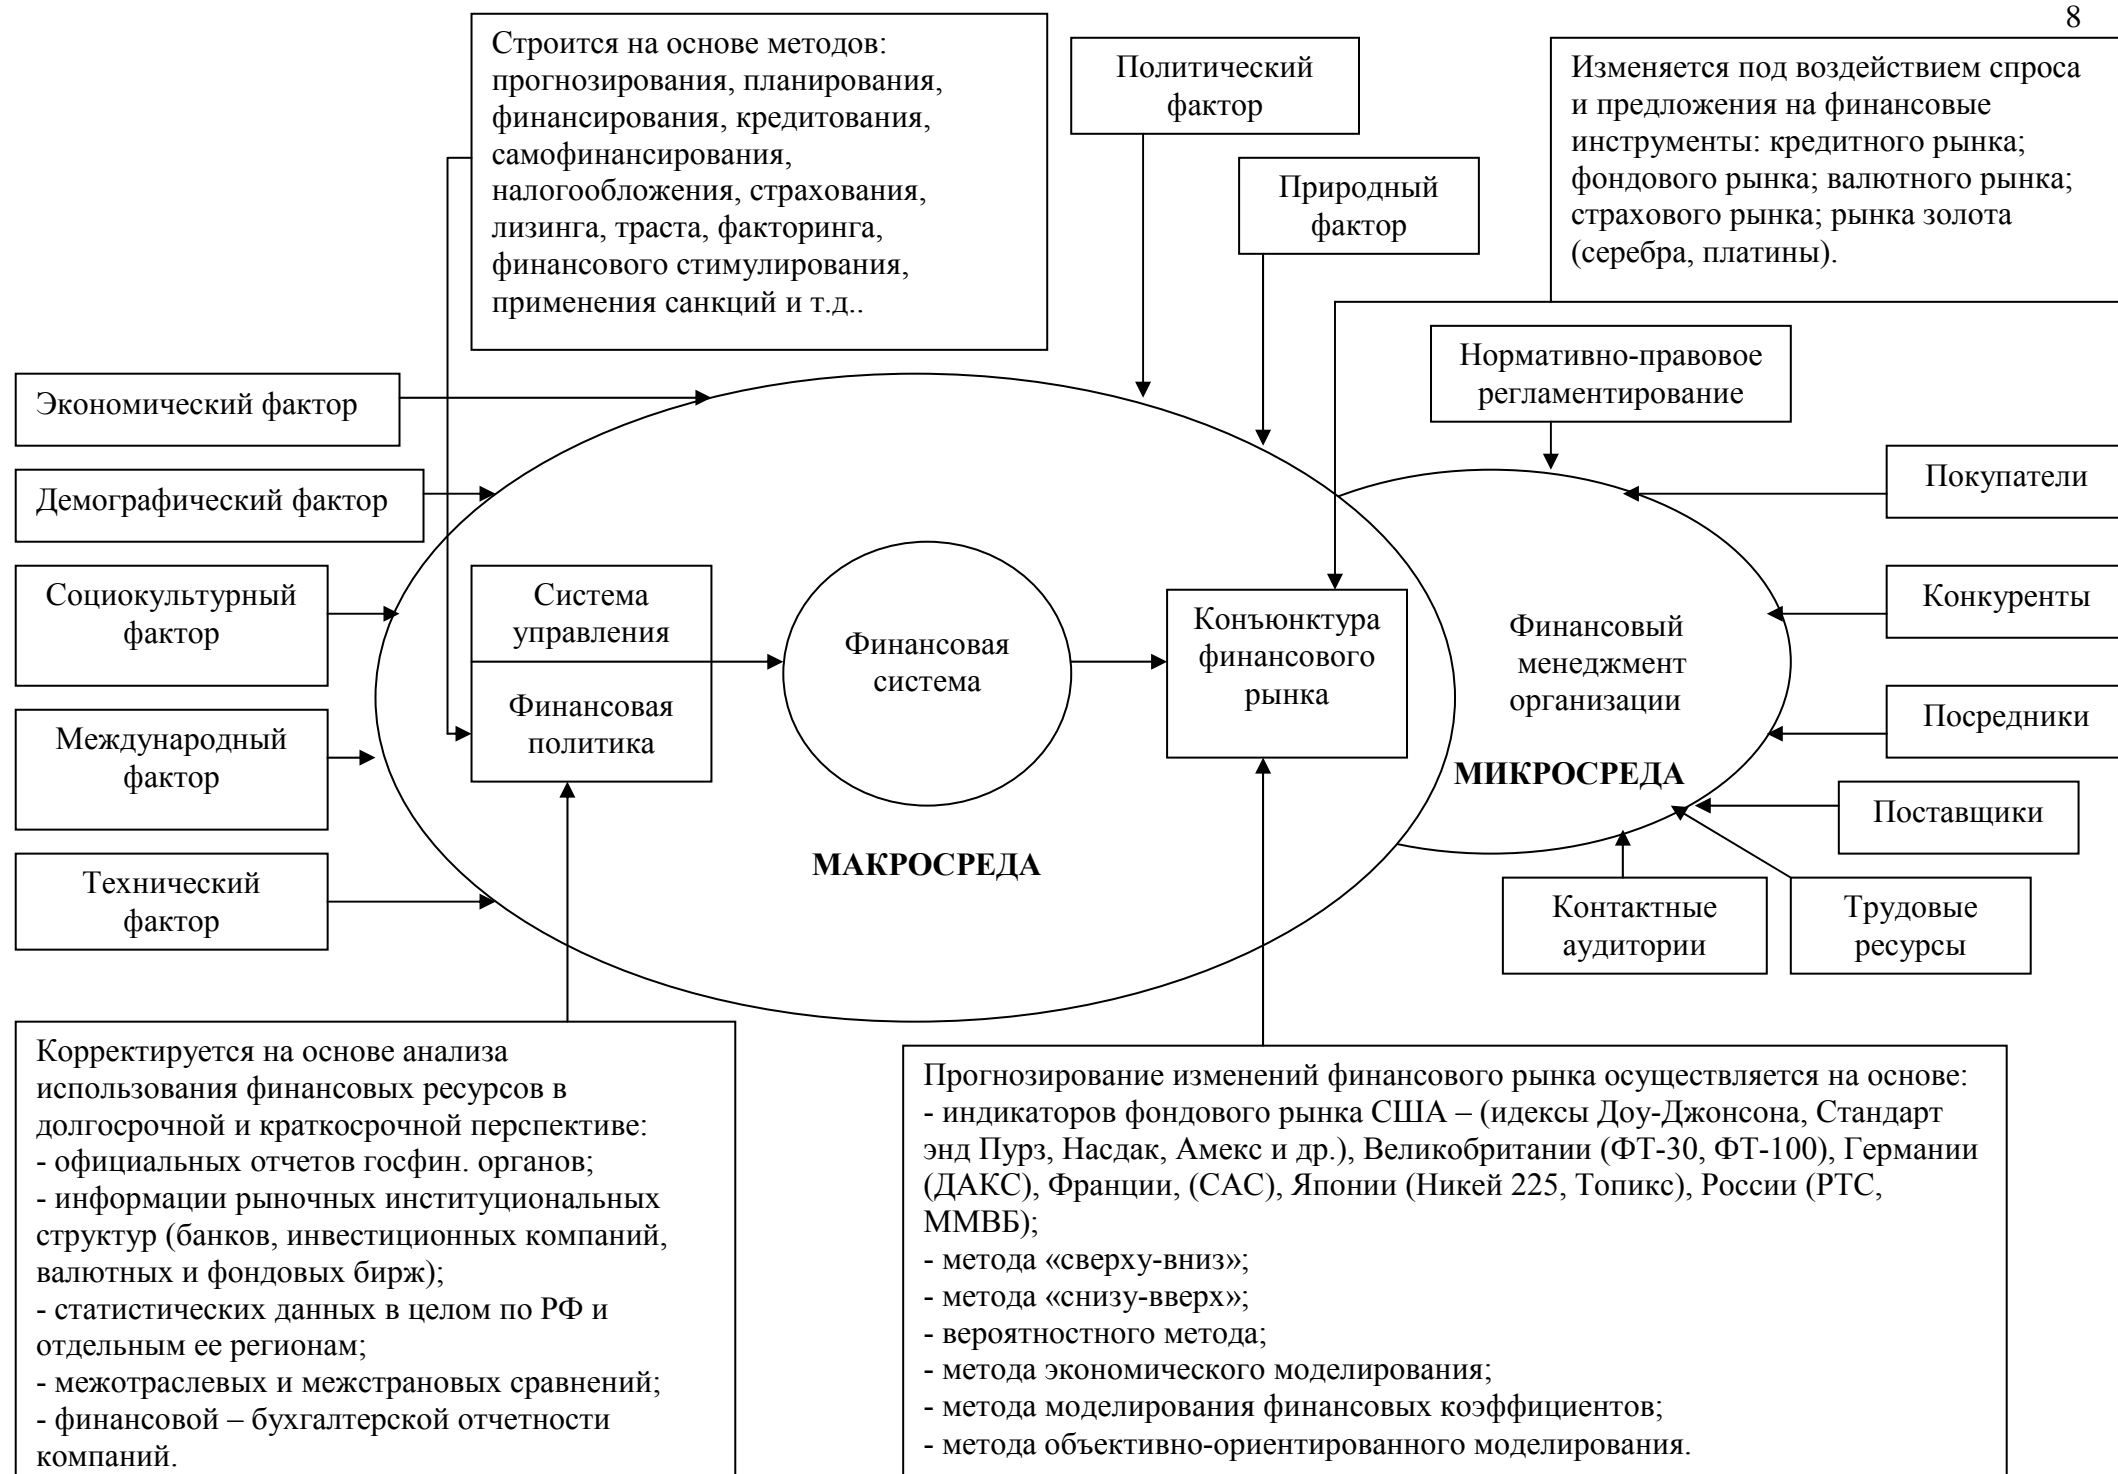 8
Строится на основе методов:
прогнозирования, планирования,
финансирования, кредитования,
самофинансирования,
налогообложения, страхования,
лизинга, траста, факторинга,
финансового стимулирования,
применения санкций и т.д..
Политический
фактор
Природный
фактор
Изменяется под воздействием спроса
и предложения на финансовые
инструменты: кредитного рынка;
фондового рынка; валютного рынка;
страхового рынка; рынка золота
(серебра, платины).
Нормативно-правовое
регламентирование
Экономический фактор
Демографический фактор
Социокультурный
фактор
Международный
фактор
Технический
фактор
Система
управления
Финансовая
политика
Финансовая
система
Конъюнктура
финансового
рынка
МАКРОСРЕДА
Финансовый
менеджмент
организации
МИКРОСРЕДА
Покупатели
Конкуренты
Посредники
Поставщики
Контактные
аудитории
Трудовые
ресурсы
Корректируется на основе анализа
использования финансовых ресурсов в
долгосрочной и краткосрочной перспективе:
- официальных отчетов госфин. органов;
- информации рыночных институциональных
структур (банков, инвестиционных компаний,
валютных и фондовых бирж);
- статистических данных в целом по РФ и
отдельным ее регионам;
- межотраслевых и межстрановых сравнений;
- финансовой – бухгалтерской отчетности
компаний.
Прогнозирование изменений финансового рынка осуществляется на основе:
- индикаторов фондового рынка США – (идексы Доу-Джонсона, Стандарт
энд Пурз, Насдак, Амекс и др.), Великобритании (ФТ-30, ФТ-100), Германии
(ДАКС), Франции, (САС), Японии (Никей 225, Топикс), России (РТС,
ММВБ);
- метода «сверху-вниз»;
- метода «снизу-вверх»;
- вероятностного метода;
- метода экономического моделирования;
- метода моделирования финансовых коэффициентов;
- метода объективно-ориентированного моделирования.